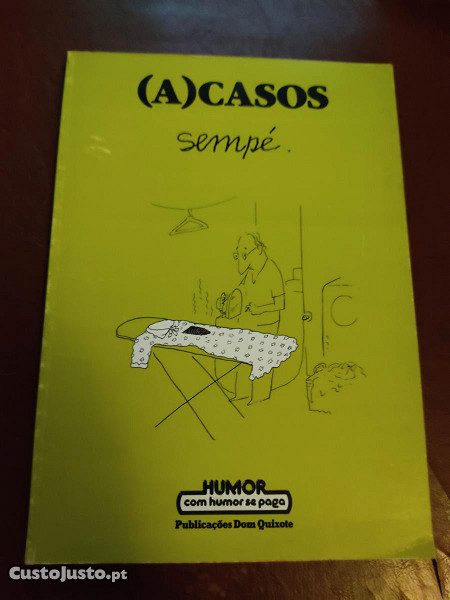 (A)CASOS
sempé.
HUMOR
com humor se paga
Publicações Dom Quixote
CustoJusto.pt